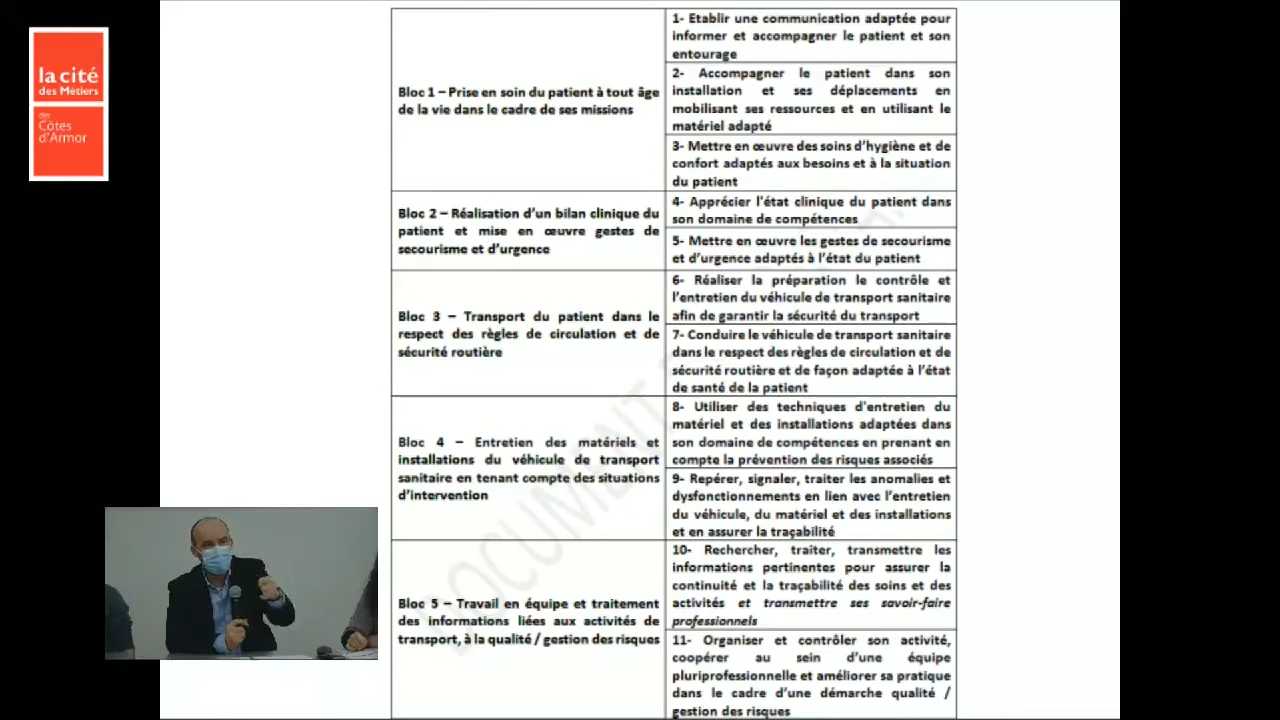 la cité
des Métiers
des
Côtes
d'Armor
Bloc 1 – Prise en soin du patient à tout âge
de la vie dans le cadre de ses missions
1- Etablir une communication adaptée pour
informer et accompagner le patient et son
entourage
2- Accompagner le patient dans son
installation et ses déplacements en
mobilisant ses ressources et en utilisant le
matériel adapté
3- Mettre en œuvre des soins d'hygiène et de
confort adaptés aux besoins et à la situation
du patient
Bloc 2 – Réalisation d'un bilan clinique du
patient et mise en œuvre gestes de
secourisme et d'urgence
4- Apprécier l'état clinique du patient dans
son domaine de compétences
5- Mettre en œuvre les gestes de secourisme
et d'urgence adaptés à l'état du patient
Bloc 3 – Transport du patient dans le
respect des règles de circulation et de
sécurité routière
6- Réaliser la préparation le contrôle et
l'entretien du véhicule de transport sanitaire
afin de garantir la sécurité du transport
7- Conduire le véhicule de transport sanitaire
dans le respect des règles de circulation et de
sécurité routière et de façon adaptée à l'état
de santé de la patient
Bloc 4 – Entretien des matériels et
installations du véhicule de transport
sanitaire en tenant compte des situations
d'intervention
8- Utiliser des techniques d'entretien du
matériel et des installations adaptées dans
son domaine de compétences en prenant en
compte la prévention des risques associés
9- Repérer, signaler, traiter les anomalies et
dysfonctionnements en lien avec l'entretien
du véhicule, du matériel et des installations
et en assurer la traçabilité
Bloc 5 – Travail en équipe et traitement
des informations liées aux activités de
transport, à la qualité / gestion des risques
10- Rechercher, traiter, transmettre les
informations pertinentes pour assurer la
continuité et la traçabilité des soins et des
activités et transmettre ses savoir-faire
professionnels
11- Organiser et contrôler son activité,
coopérer au sein d'une équipe
pluriprofessionnelle et améliorer sa pratique
dans le cadre d'une démarche qualité /
gestion des risques
DOCUMENT